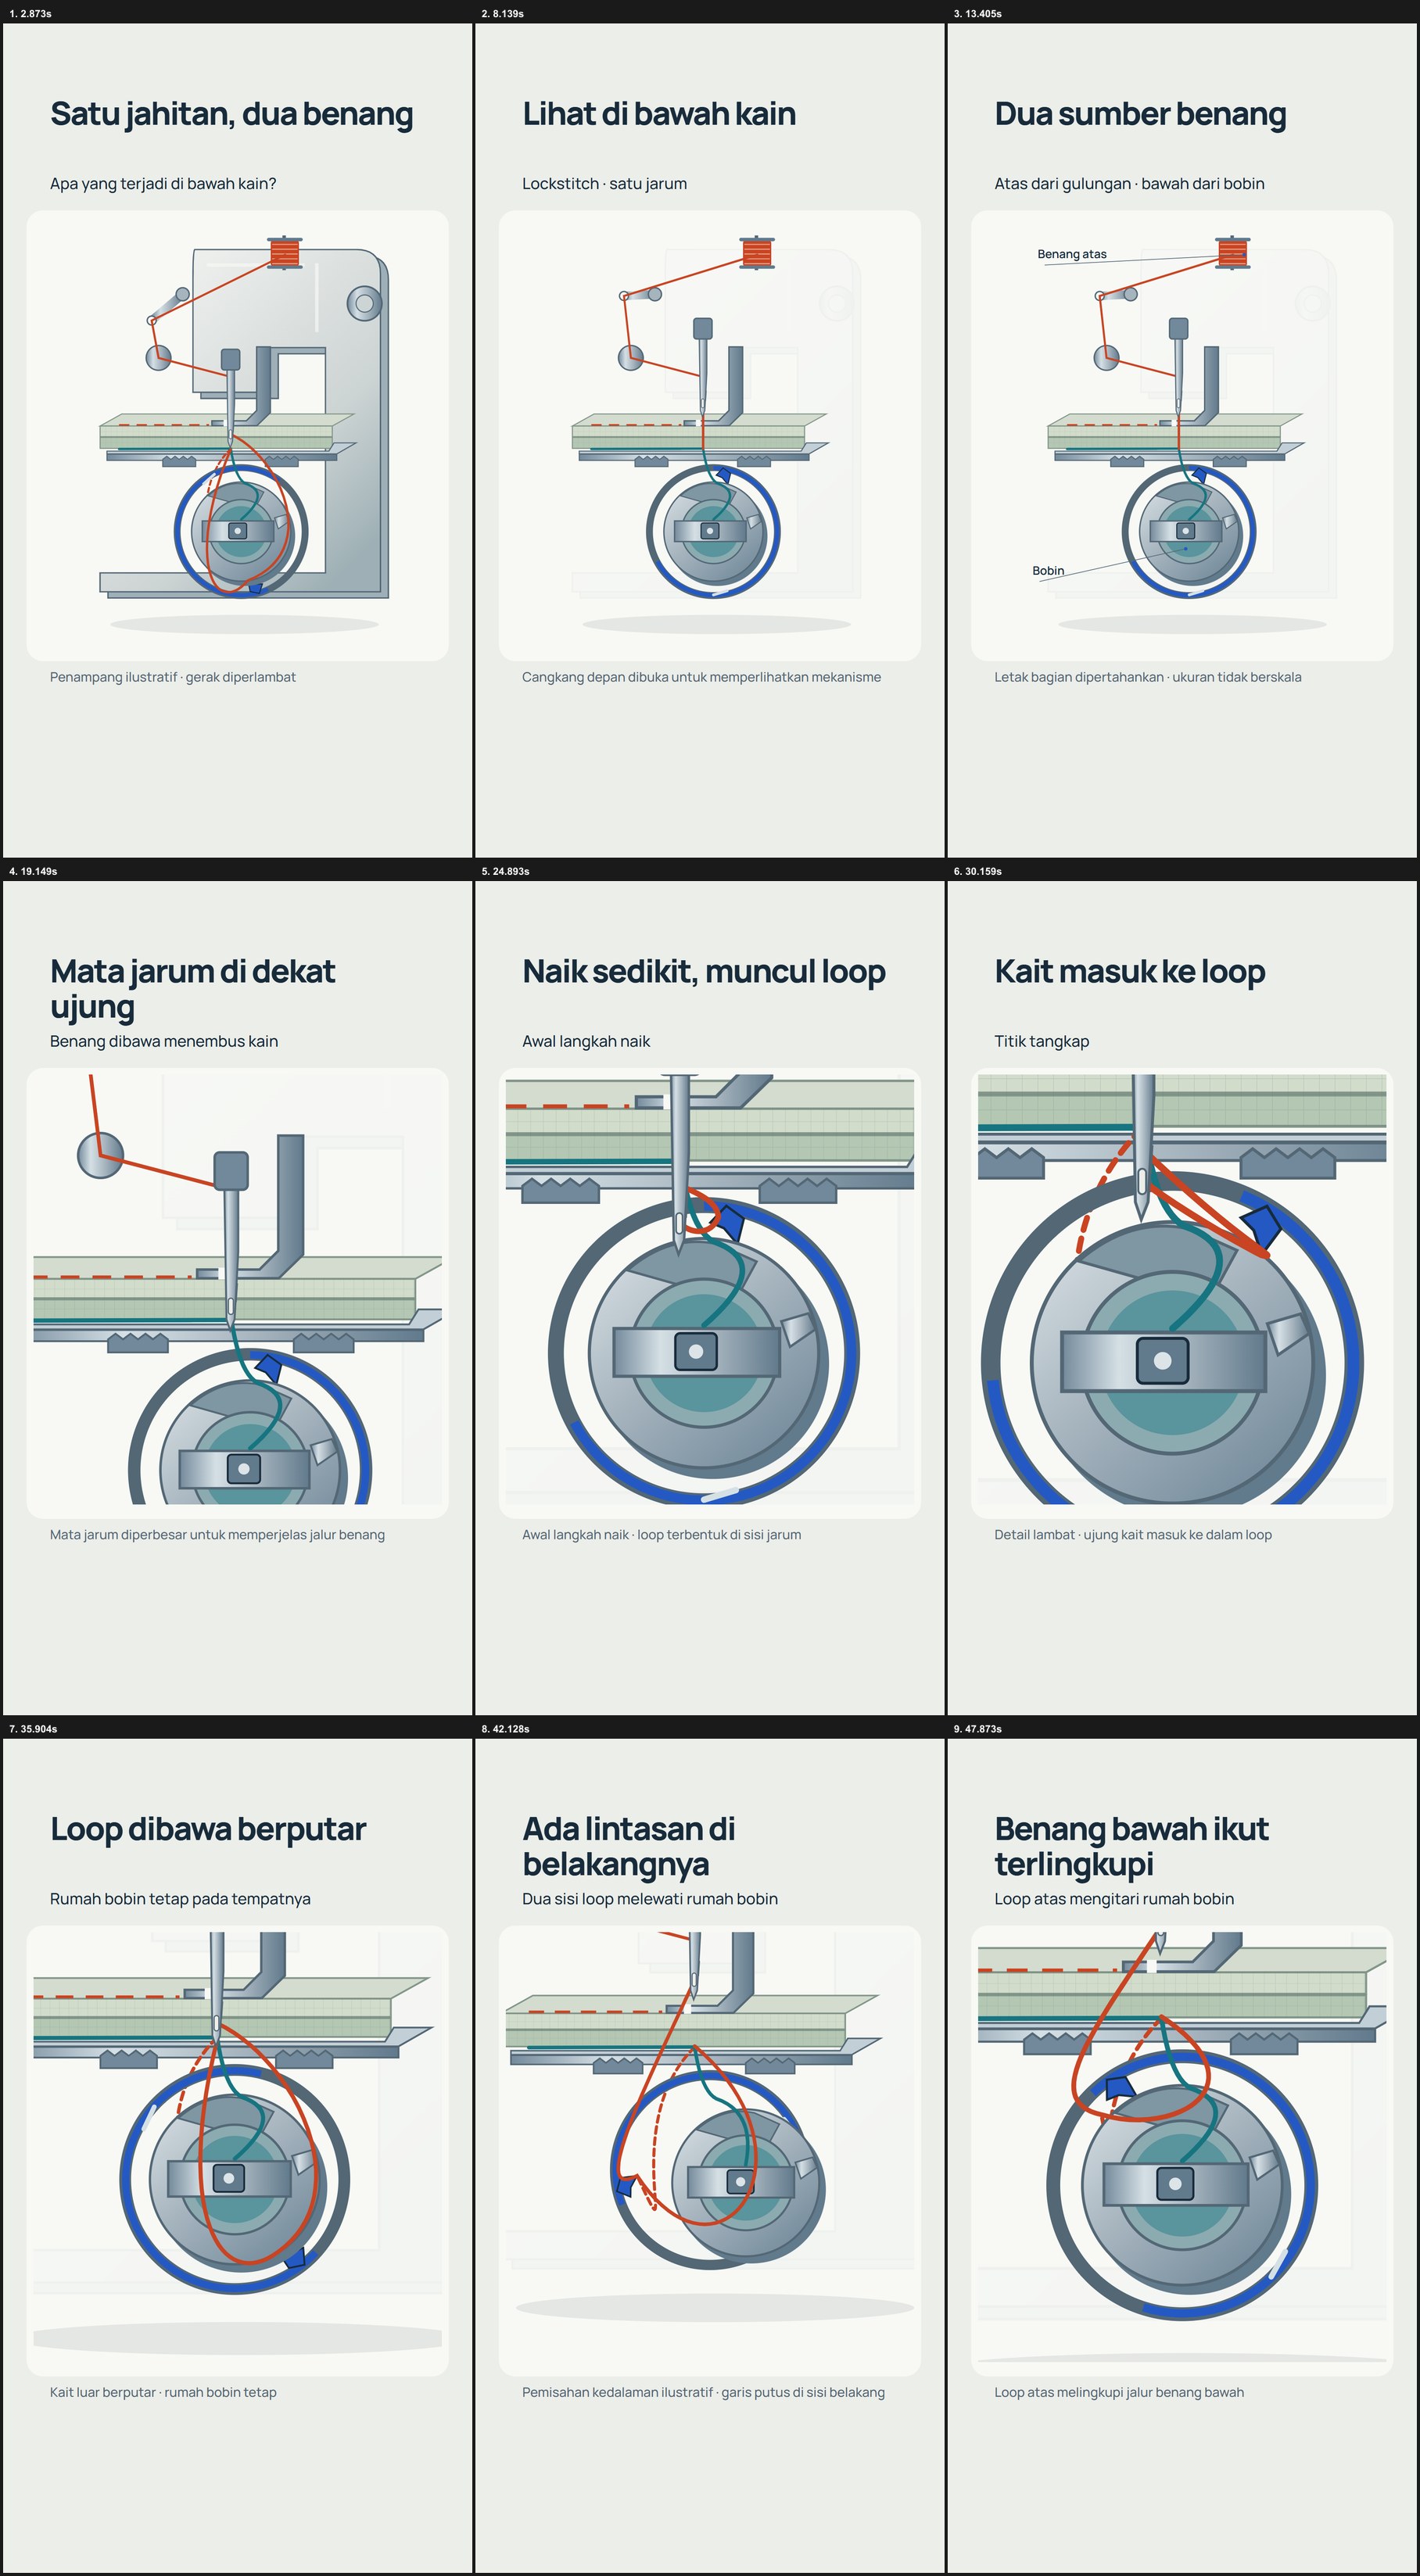 1. 2.873s
Satu jahitan, dua benang
Apa yang terjadi di bawah kain?
Penampang ilustratif · gerak diperlambat
2. 8.139s
Lihat di bawah kain
Lockstitch · satu jarum
Cangkang depan dibuka untuk memperlihatkan mekanisme
3. 13.405s
Dua sumber benang
Atas dari gulungan · bawah dari bobin
Benang atas
Bobin
Letak bagian dipertahankan · ukuran tidak berskala
4. 19.149s
Mata jarum di dekat
ujung
Benang dibawa menembus kain
Mata jarum diperbesar untuk memperjelas jalur benang
5. 24.893s
Naik sedikit, muncul loop
Awal langkah naik
Awal langkah naik · loop terbentuk di sisi jarum
6. 30.159s
Kait masuk ke loop
Titik tangkap
Detail lambat · ujung kait masuk ke dalam loop
7. 35.904s
Loop dibawa berputar
Rumah bobin tetap pada tempatnya
Kait luar berputar · rumah bobin tetap
8. 42.128s
Ada lintasan di
belakangnya
Dua sisi loop melewati rumah bobin
Pemisahan kedalaman ilustratif · garis putus di sisi belakang
9. 47.873s
Benang bawah ikut
terlingkupi
Loop atas mengitari rumah bobin
Loop atas melingkupi jalur benang bawah